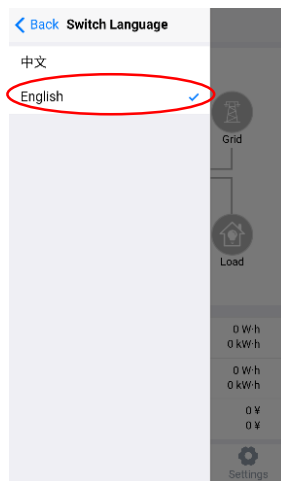 Back Switch Language
中文
English
Grid
Load
0 W·h
0 kW·h
0 W·h
0 kW·h
0 ¥
0 ¥
Settings